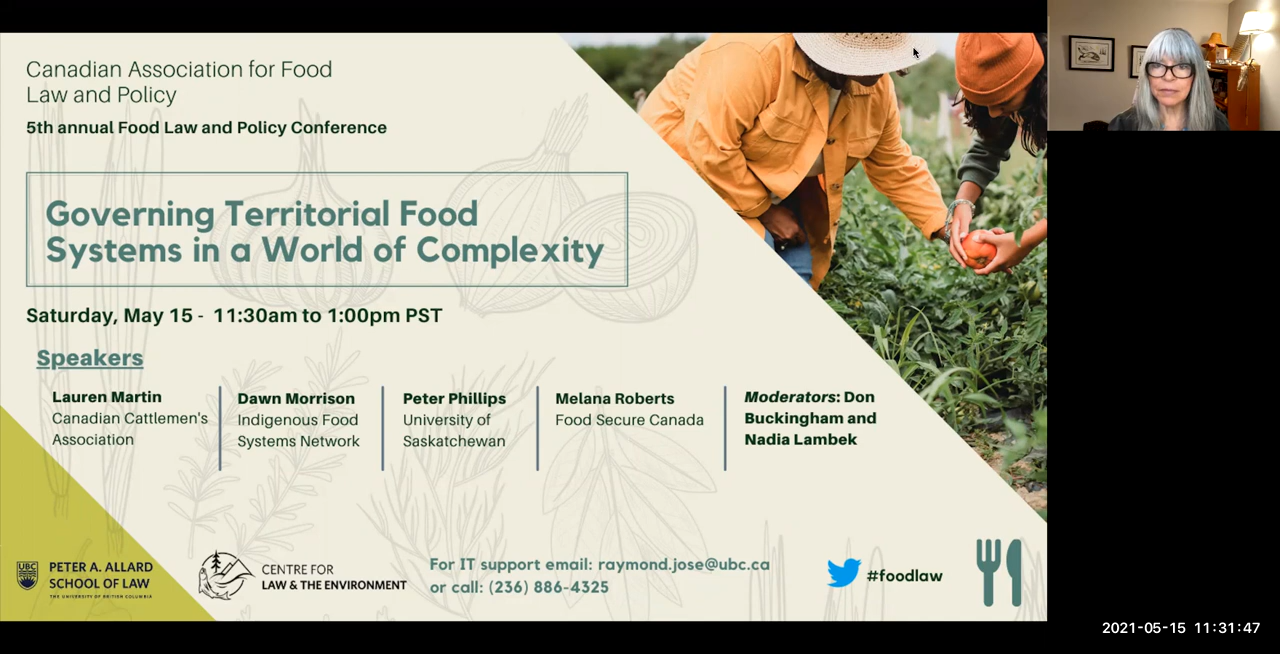 Canadian Association for Food
Law and Policy
5th annual Food Law and Policy Conference
Governing Territorial Food
Systems in a World of Complexity
Saturday, May 15 - 11:30am to 1:00pm PST
Speakers
Lauren Martin
Canadian Cattlemen's
Association
Dawn Morrison
Indigenous Food
Systems Network
Peter Phillips
University of
Saskatchewan
Melana Roberts
Food Secure Canada
Moderators: Don
Buckingham and
Nadia Lambek
UBC
PETER A. ALLARD
SCHOOL OF LAW
THE UNIVERSITY OF BRITISH COLUMBIA
CENTRE FOR
LAW & THE ENVIRONMENT
For IT support email: raymond.jose@ubc.ca
or call: (236) 886-4325
#foodlaw
2021-05-15 11:31:47